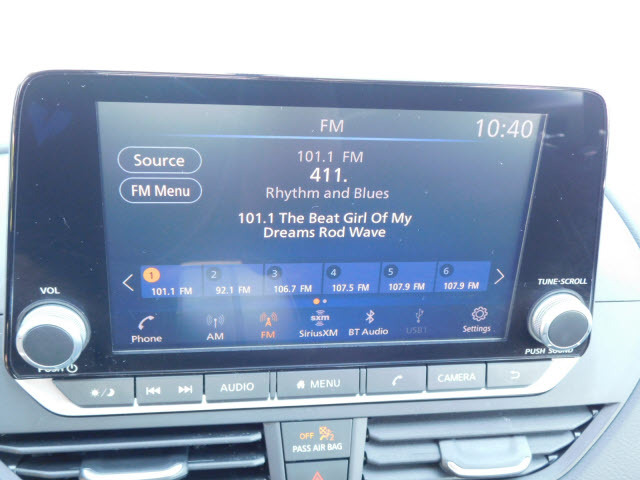 FM
10:40
Source
101.1 FM
411.
FM Menu
Rhythm and Blues
101.1 The Beat Girl Of My
Dreams Rod Wave
1 2 3 4 5 6
101.1 FM 92.1 FM 106.7 FM 107.5 FM 107.9 FM 107.9 FM
VOL
TUNE·SCROLL
Phone AM FM sxm SiriusXM BT Audio USB1 Settings
PUSH
PUSH SOUND
AUDIO MENU CAMERA
OFF
PASS AIR BAG